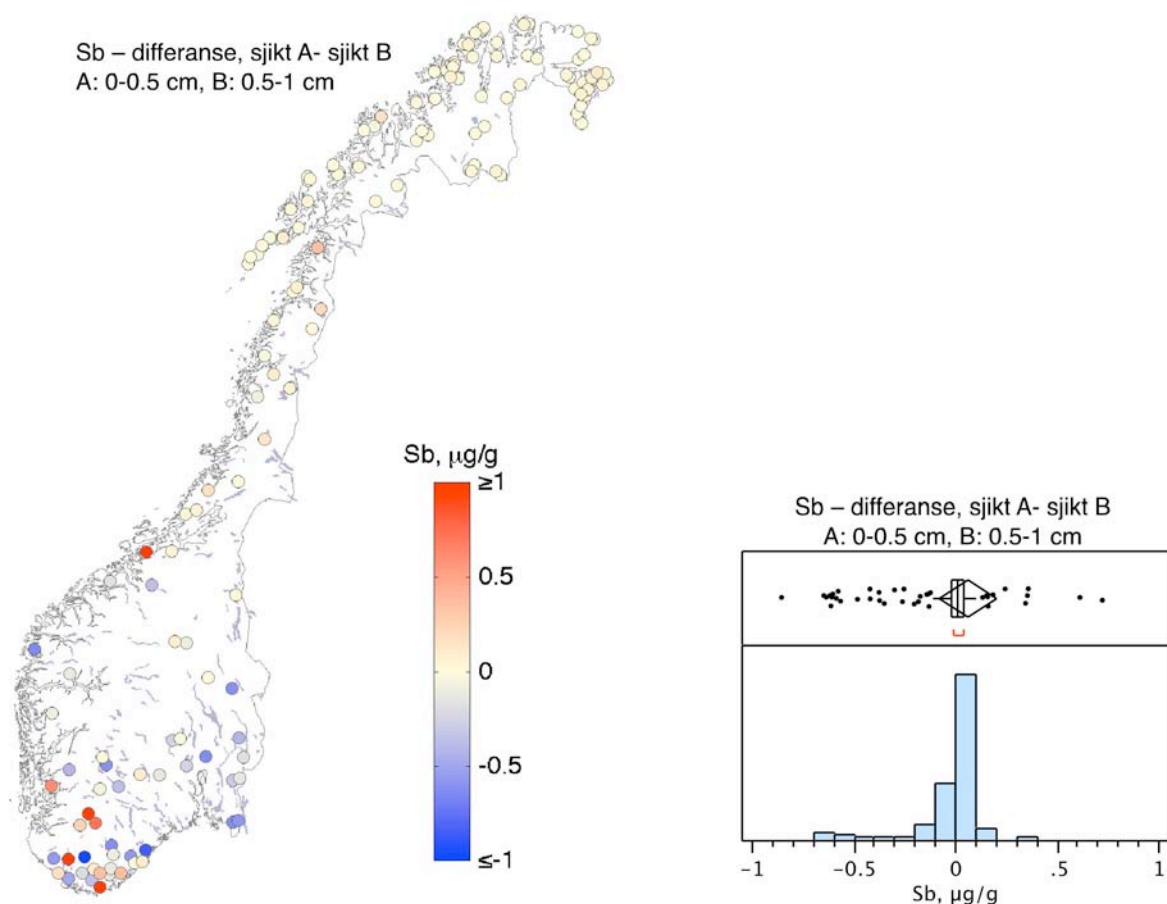 Sb – differanse, sjikt A- sjikt B
A: 0-0.5 cm, B: 0.5-1 cm
Sb, µg/g
≥1
0.5
0
-0.5
≤-1
Sb – differanse, sjikt A- sjikt B
A: 0-0.5 cm, B: 0.5-1 cm
-1 -0.5 0 .5 1
Sb, µg/g